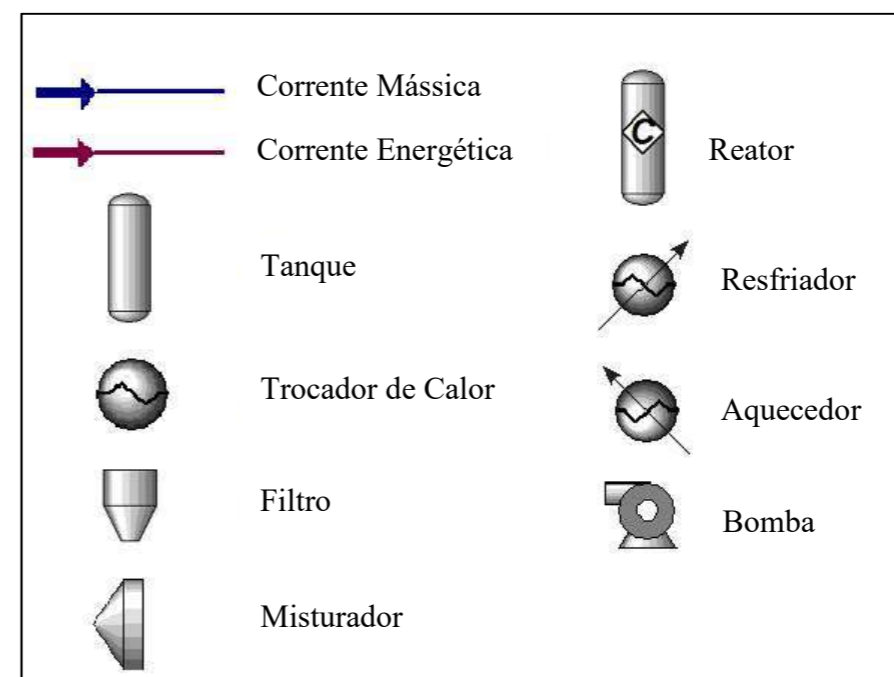 Corrente Mássica
Corrente Energética
Tanque
Trocador de Calor
Filtro
Misturador
C
Reator
Resfriador
Aquecedor
Bomba